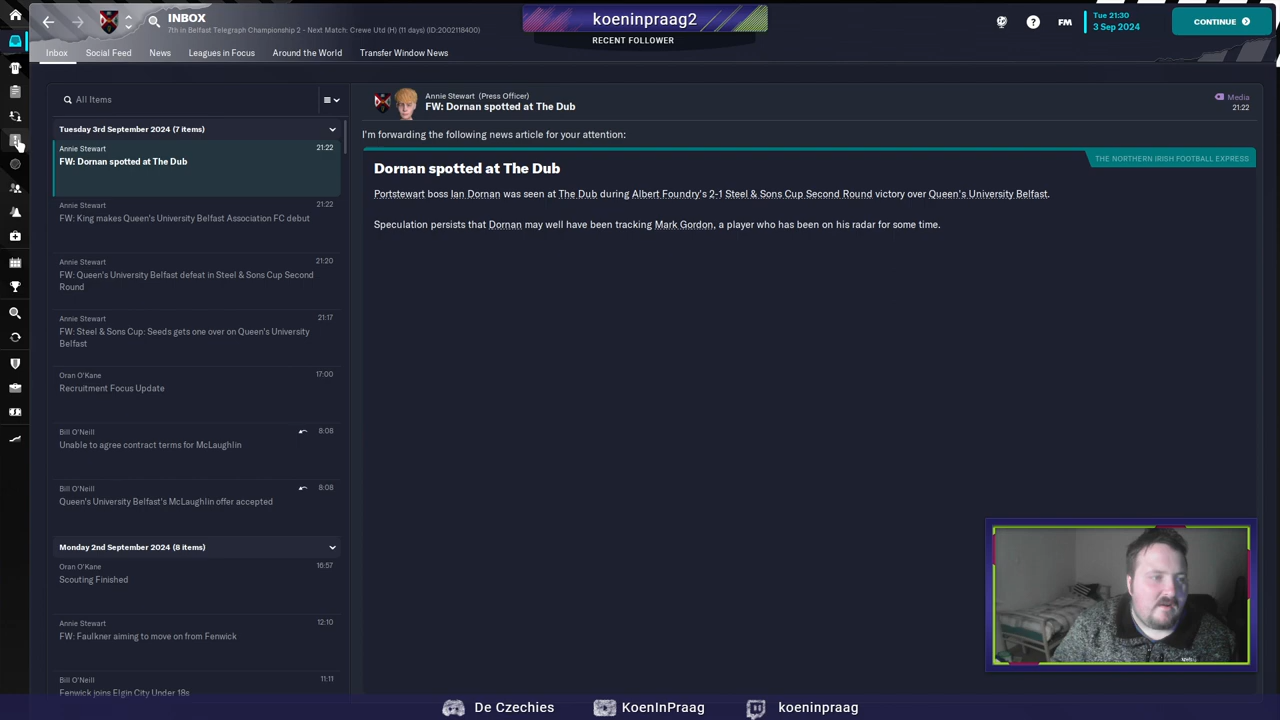 INBOX
7th in Belfast Telegraph Championship 2 - Next Match: Crewe Utd (H) (11 days) (ID:2002118400)
koeninpraag2
RECENT FOLLOWER
FM
Tue 21:30
3 Sep 2024
CONTINUE
Inbox
Social Feed
News
Leagues in Focus
Around the World
Transfer Window News
All Items
Tuesday 3rd September 2024 (7 items)
Annie Stewart
21:22
FW: Dornan spotted at The Dub
Annie Stewart
21:22
FW: King makes Queen's University Belfast Association FC debut
Annie Stewart
21:20
FW: Queen's University Belfast defeat in Steel & Sons Cup Second
Round
Annie Stewart
21:17
FW: Steel & Sons Cup: Seeds gets one over on Queen's University
Belfast
Oran O'Kane
17:00
Recruitment Focus Update
Bill O'Neill
8:08
Unable to agree contract terms for McLaughlin
Bill O'Neill
8:08
Queen's University Belfast's McLaughlin offer accepted
Monday 2nd September 2024 (8 items)
Oran O'Kane
16:57
Scouting Finished
Annie Stewart
12:10
FW: Faulkner aiming to move on from Fenwick
Bill O'Neill
11:11
Fenwick joins Elgin City Under 18s
Annie Stewart (Press Officer)
FW: Dornan spotted at The Dub
Media
21:22
I'm forwarding the following news article for your attention:
THE NORTHERN IRISH FOOTBALL EXPRESS
Dornan spotted at The Dub
Portstewart boss Ian Dornan was seen at The Dub during Albert Foundry's 2-1 Steel & Sons Cup Second Round victory over Queen's University Belfast.
Speculation persists that Dornan may well have been tracking Mark Gordon, a player who has been on his radar for some time.
De Czechies
KoenInPraag
koeninpraag